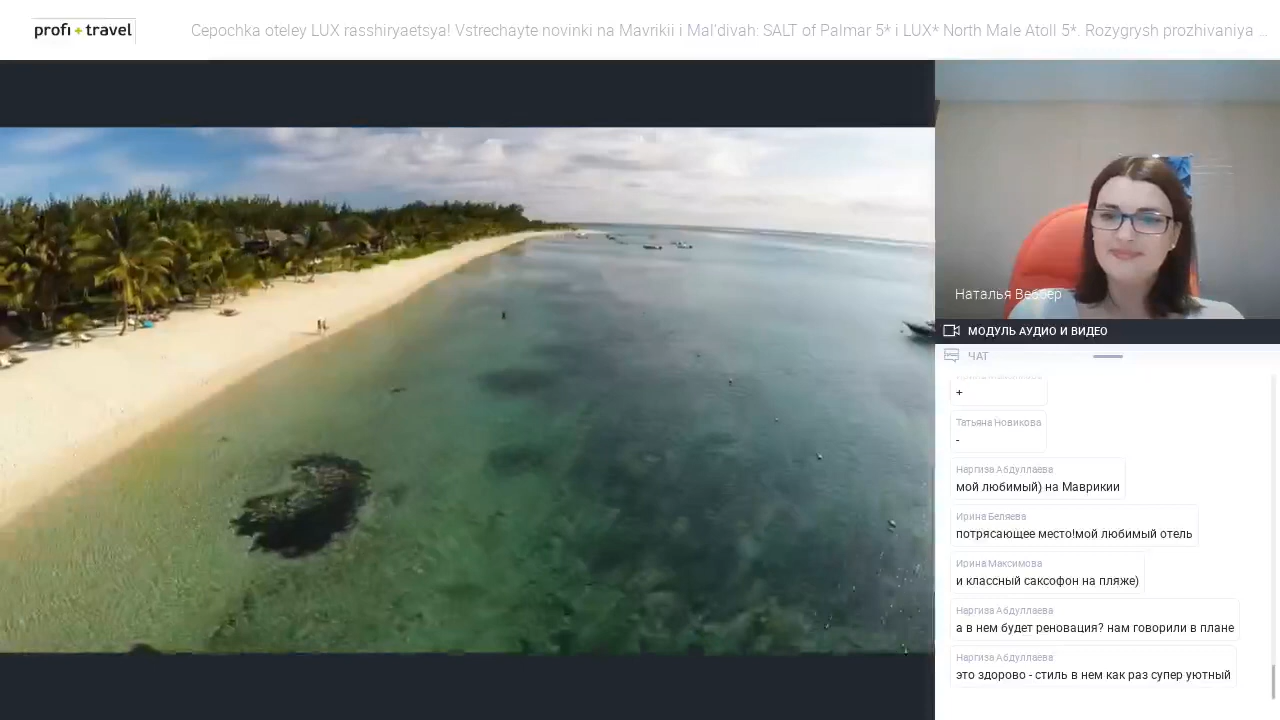 profi + travel
Cepochka oteley LUX rasshiryaetsya! Vstrechayte novinki na Mavrikii i Mal'divah: SALT of Palmar 5* i LUX* North Male Atoll 5*. Rozygrysh prozhivaniya ...
Наталья Веббер
МОДУЛЬ АУДИО И ВИДЕО
ЧАТ
+
Татьяна Новикова
-
Наргиза Абдуллаева
мой любимый) на Маврикии
Ирина Беляева
потрясающее место!мой любимый отель
Ирина Максимова
и классный саксофон на пляже)
Наргиза Абдуллаева
а в нем будет реновация? нам говорили в плане
Наргиза Абдуллаева
это здорово - стиль в нем как раз супер уютный